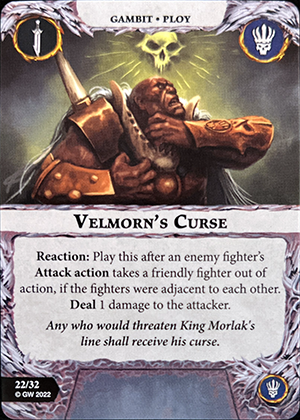 GAMBIT • PLOY
VELMORN'S CURSE
Reaction: Play this after an enemy fighter's
Attack action takes a friendly fighter out of
action, if the fighters were adjacent to each other.
Deal 1 damage to the attacker.
Any who would threaten King Morlak's
line shall receive his curse.
22/32
© GW 2022